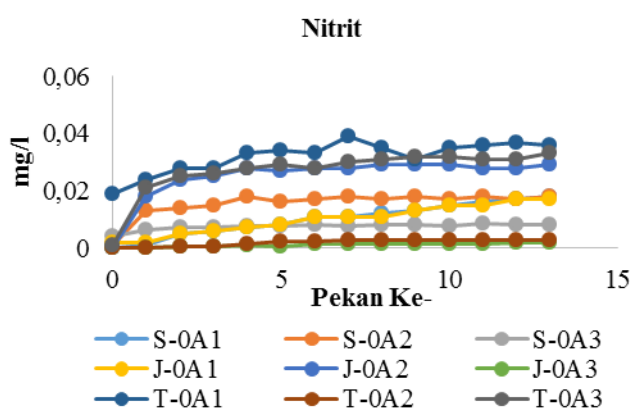 Nitrit
0,06
0,04
0,02
0
mg/l
0 5 10 15
Pekan Ke-
S-0A1 S-0A2 S-0A3
J-0A1 J-0A2 J-0A3
T-0A1 T-0A2 T-0A3